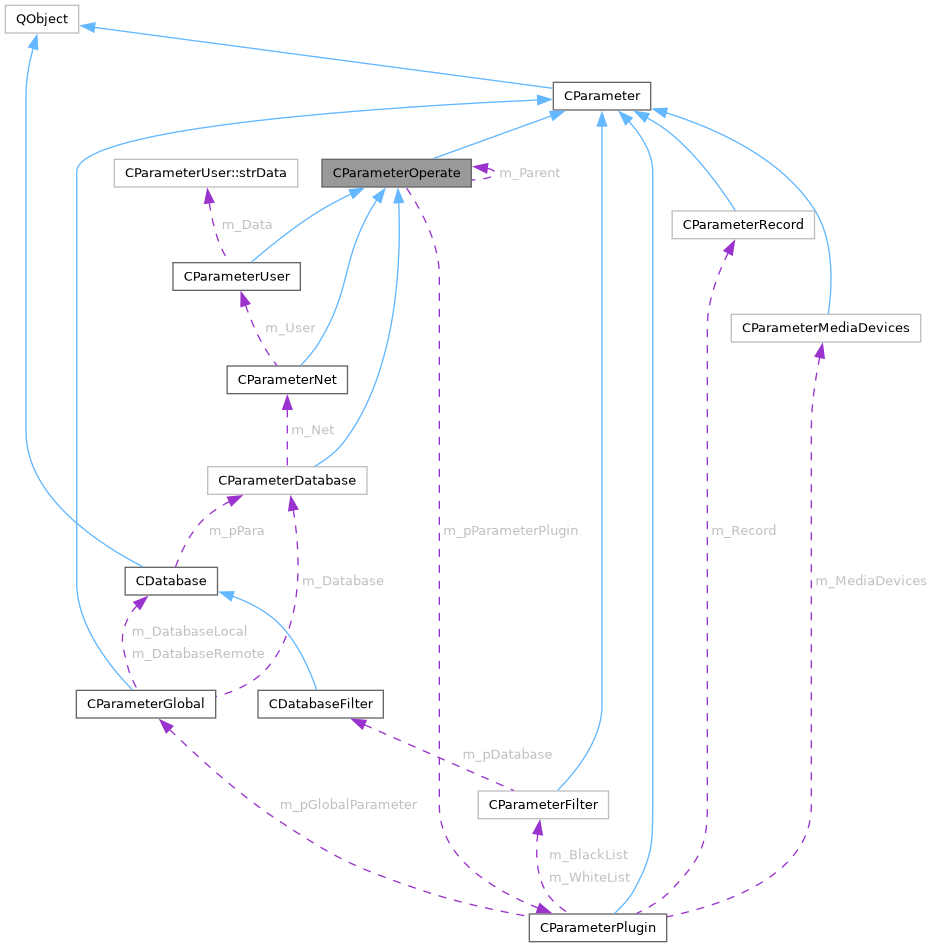 QObject
CParameter
CParameterUser::strData
CParameterOperate
m_Parent
m_Data
CParameterRecord
CParameterUser
m_User
CParameterMediaDevices
CParameterNet
m_Net
CParameterDatabase
m_pPara
m_pParameterPlugin
m_Record
CDatabase
m_Database
m_MediaDevices
m_DatabaseLocal
m_DatabaseRemote
CParameterGlobal
CDatabaseFilter
m_pDatabase
m_pGlobalParameter
CParameterFilter
m_BlackList
m_WhiteList
CParameterPlugin